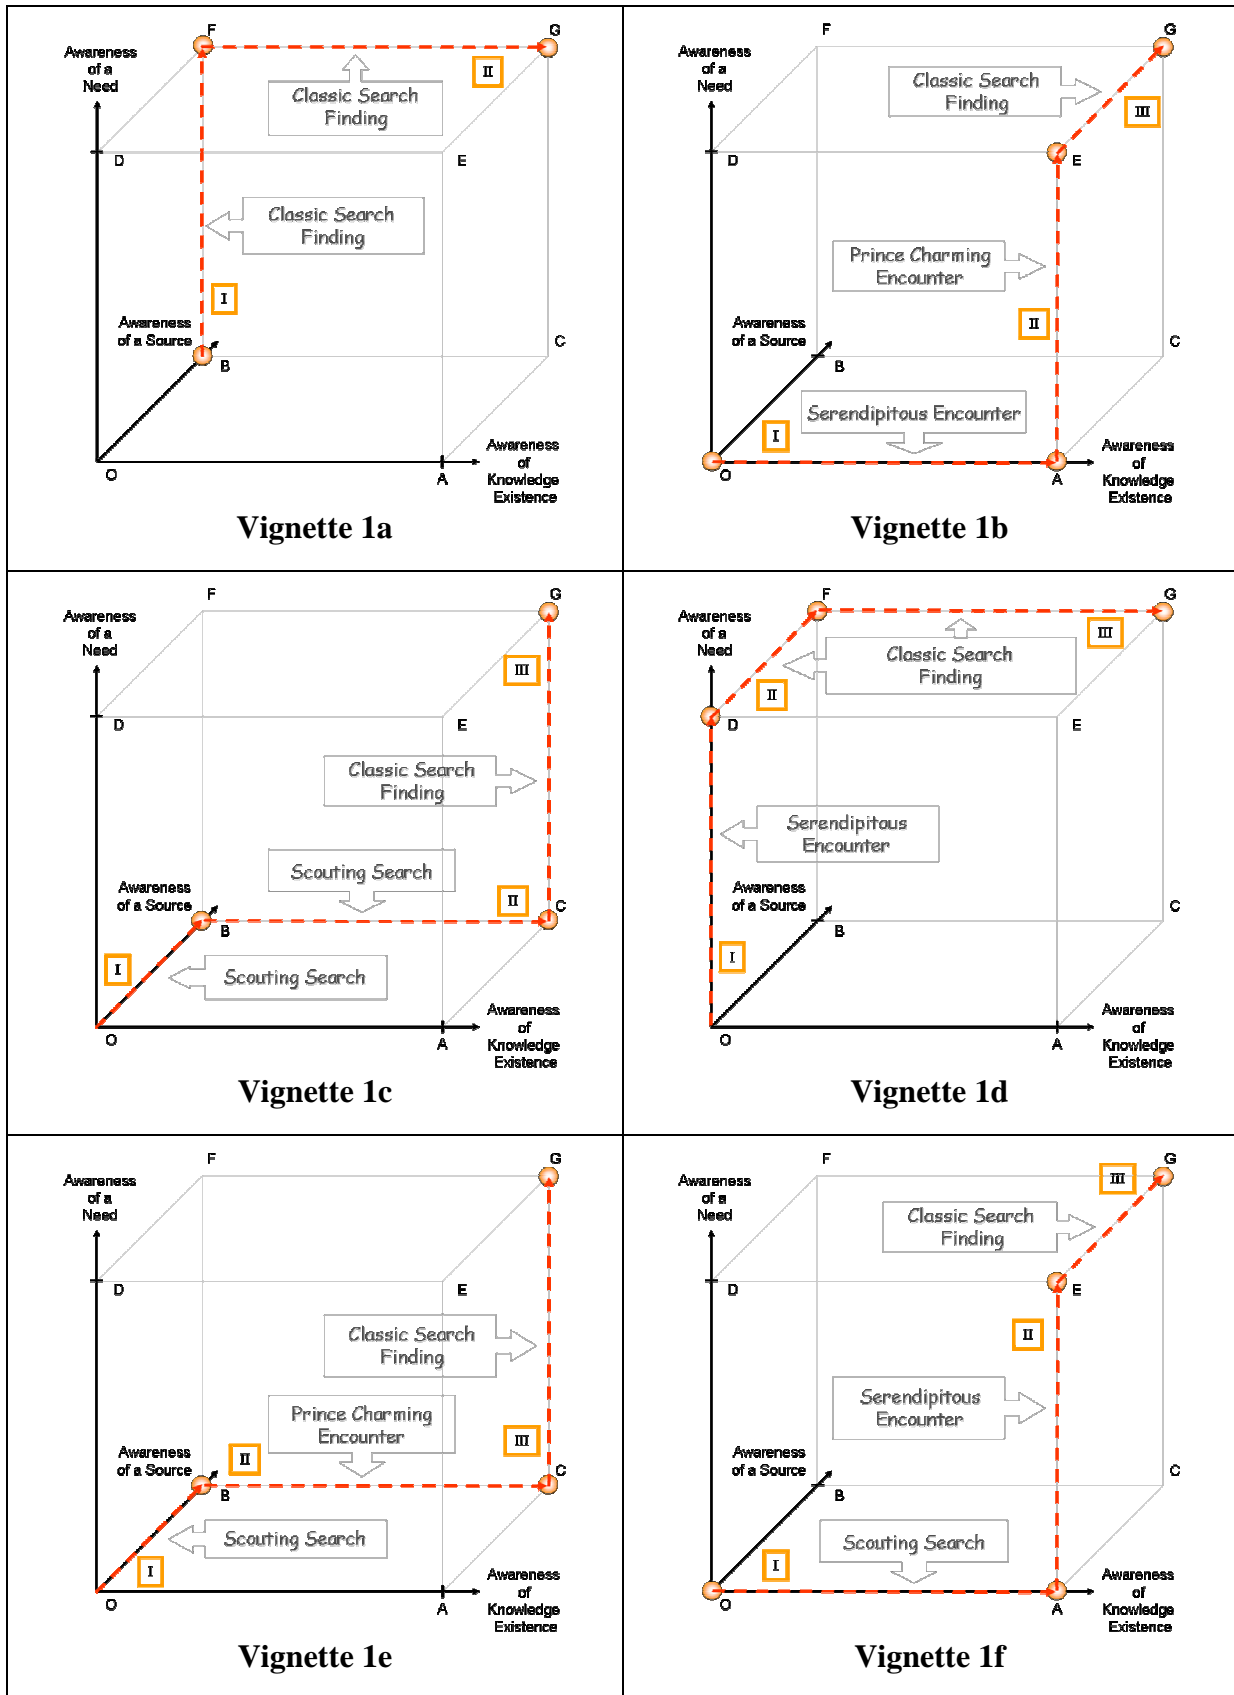 F
G
Awareness
of a
Need
II
Classic Search
Finding
D
E
Classic Search
Finding
I
Awareness
of a Source
B
C
O
A
Awareness
of
Knowledge
Existence
Vignette 1a
F
G
Awareness
of a
Need
Classic Search
Finding
III
D
E
Prince Charming
Encounter
II
Awareness
of a Source
B
C
Serendipitous Encounter
I
O
A
Awareness
of
Knowledge
Existence
Vignette 1b
F
G
Awareness
of a
Need
III
D
E
Classic Search
Finding
Scouting Search
II
Awareness
of a Source
B
C
I
Scouting Search
O
A
Awareness
of
Knowledge
Existence
Vignette 1c
F
G
Awareness
of a
Need
III
Classic Search
Finding
II
D
E
Serendipitous
Encounter
Awareness
of a Source
B
C
I
O
A
Awareness
of
Knowledge
Existence
Vignette 1d
F
G
Awareness
of a
Need
D
E
Classic Search
Finding
Prince Charming
Encounter
III
Awareness
of a Source
II
B
C
Scouting Search
I
O
A
Awareness
of
Knowledge
Existence
Vignette 1e
F
G
III
Awareness
of a
Need
Classic Search
Finding
D
E
II
Serendipitous
Encounter
Awareness
of a Source
B
C
Scouting Search
I
O
A
Awareness
of
Knowledge
Existence
Vignette 1f